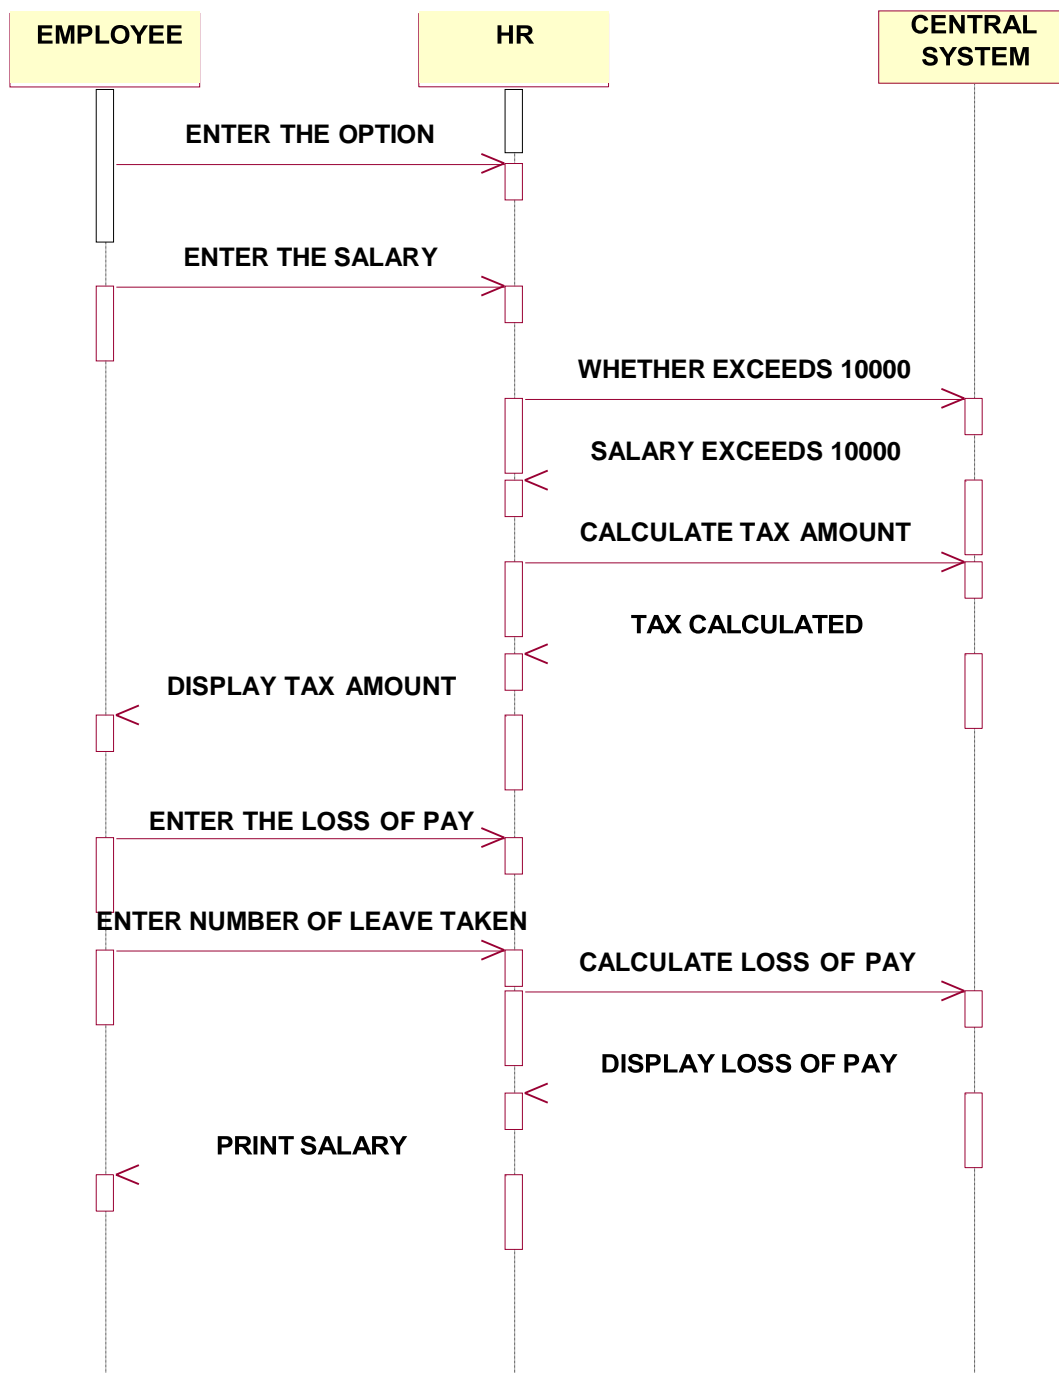 EMPLOYEE
HR
CENTRAL
SYSTEM
ENTER THE OPTION
ENTER THE SALARY
WHETHER EXCEEDS 10000
SALARY EXCEEDS 10000
CALCULATE TAX AMOUNT
TAX CALCULATED
DISPLAY TAX AMOUNT
ENTER THE LOSS OF PAY
ENTER NUMBER OF LEAVE TAKEN
CALCULATE LOSS OF PAY
DISPLAY LOSS OF PAY
PRINT SALARY